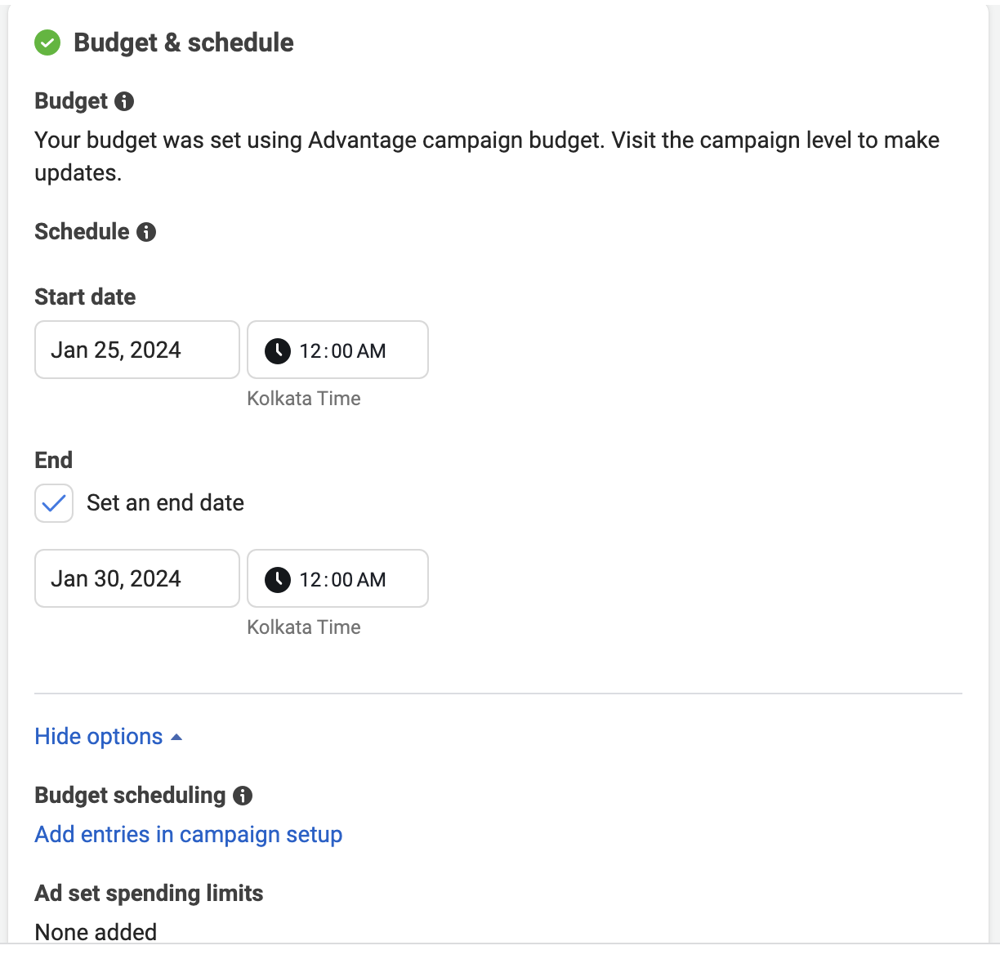 Budget & schedule
Budget
Your budget was set using Advantage campaign budget. Visit the campaign level to make
updates.
Schedule
Start date
Jan 25, 2024 12:00 AM
Kolkata Time
End
Set an end date
Jan 30, 2024 12:00 AM
Kolkata Time
Hide options
Budget scheduling
Add entries in campaign setup
Ad set spending limits
None added